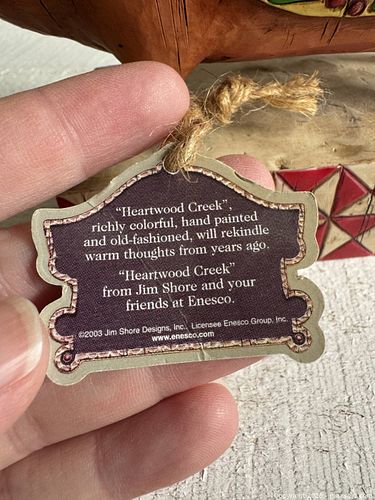 "Heartwood Creek",
richly colorful, hand painted
and old-fashioned, will rekindle
warm thoughts from years ago.
"Heartwood Creek"
from Jim Shore and your
friends at Enesco.
©2003 Jim Shore Designs, Inc., Licensee Enesco Group, Inc.
www.enesco.com